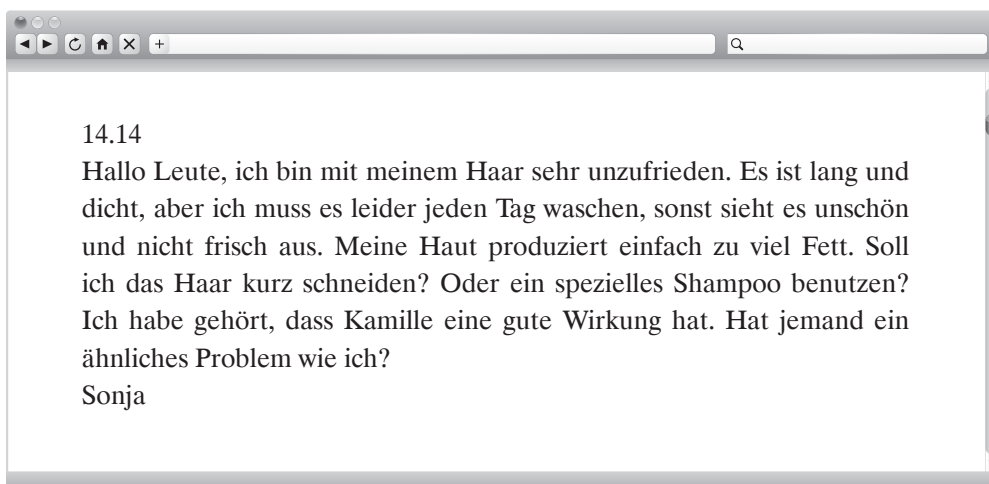 14.14
Hallo Leute, ich bin mit meinem Haar sehr unzufrieden. Es ist lang und
dicht, aber ich muss es leider jeden Tag waschen, sonst sieht es unschön
und nicht frisch aus. Meine Haut produziert einfach zu viel Fett. Soll
ich das Haar kurz schneiden? Oder ein spezielles Shampoo benutzen?
Ich habe gehört, dass Kamille eine gute Wirkung hat. Hat jemand ein
ähnliches Problem wie ich?
Sonja